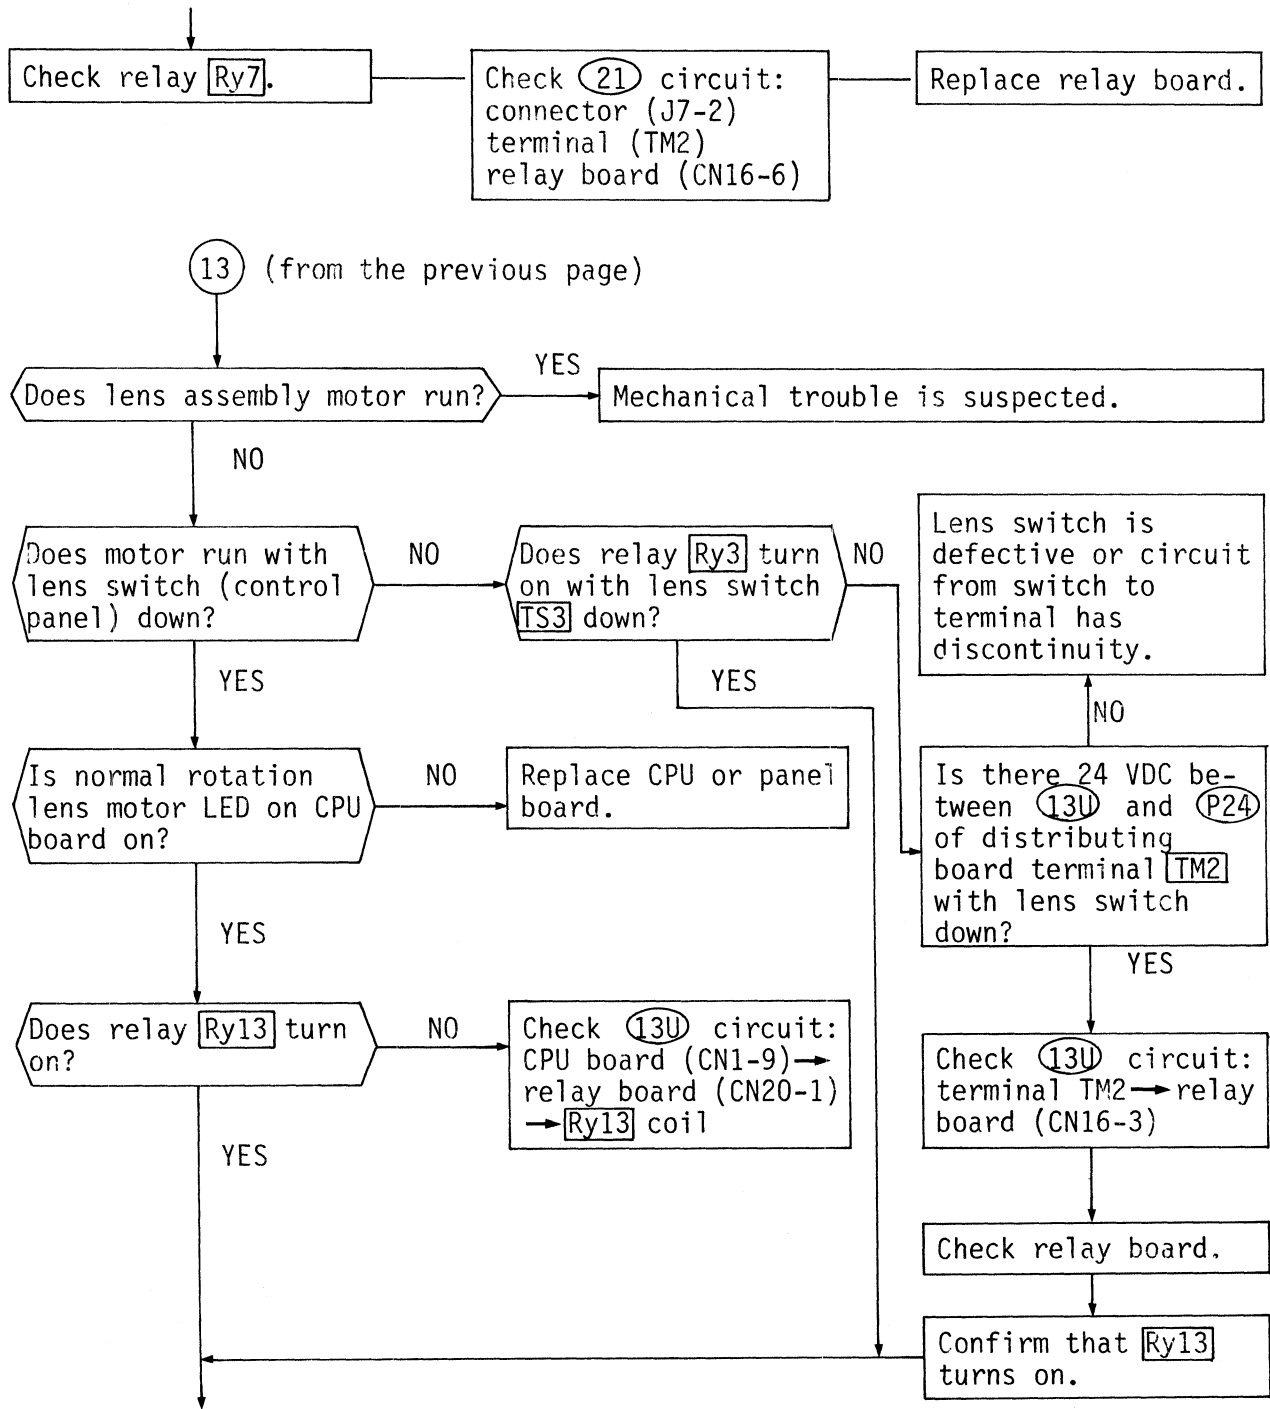 Check relay Ry7.
Check 21 circuit:
connector (J7-2)
terminal (TM2)
relay board (CN16-6)
Replace relay board.
13 (from the previous page)
Does lens assembly motor run?
YES
Mechanical trouble is suspected.
NO
Does motor run with
lens switch (control
panel) down?
NO
Does relay Ry3 turn
on with lens switch
TS3 down?
NO
Lens switch is
defective or circuit
from switch to
terminal has
discontinuity.
YES
YES
NO
Is normal rotation
lens motor LED on CPU
board on?
NO
Replace CPU or panel
board.
Is there 24 VDC be-
tween 13U and P24
of distributing
board terminal TM2
with lens switch
down?
YES
YES
Does relay Ry13 turn
on?
NO
Check 13U circuit:
CPU board (CN1-9)→
relay board (CN20-1)
→Ry13 coil
Check 13U circuit:
terminal TM2→relay
board (CN16-3)
YES
Check relay board.
Confirm that Ry13
turns on.